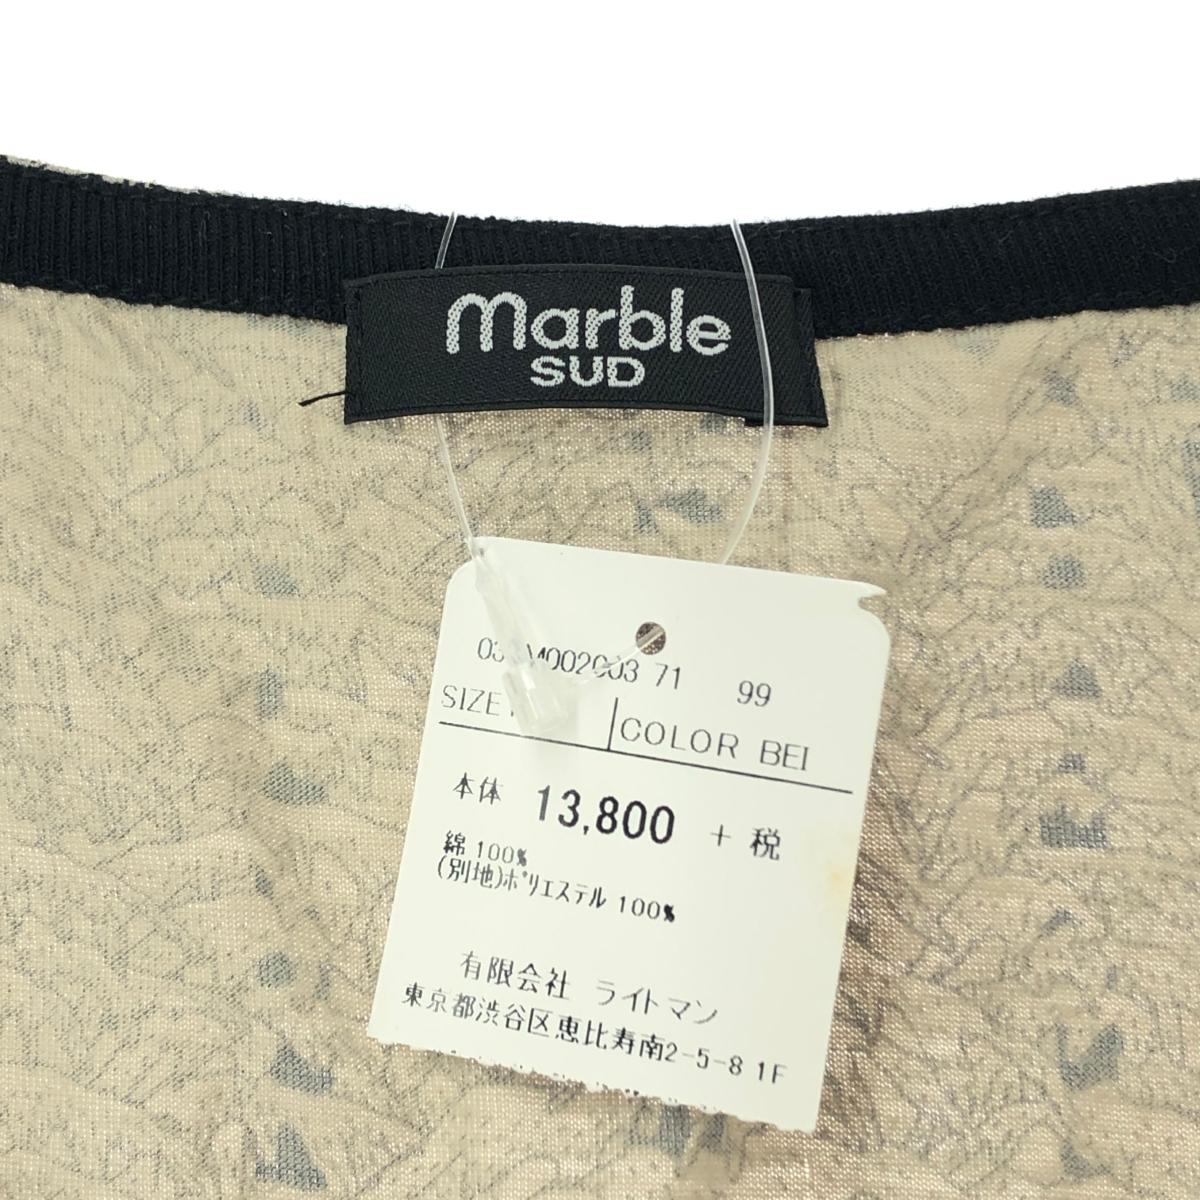 marble
SUD
71 99
SIZE
COLOR BEI
本体 13,800 + 税
綿 100%
(別地)ポリエステル 100%
有限会社 ライトマン
東京都渋谷区恵比寿南2-5-8 1F